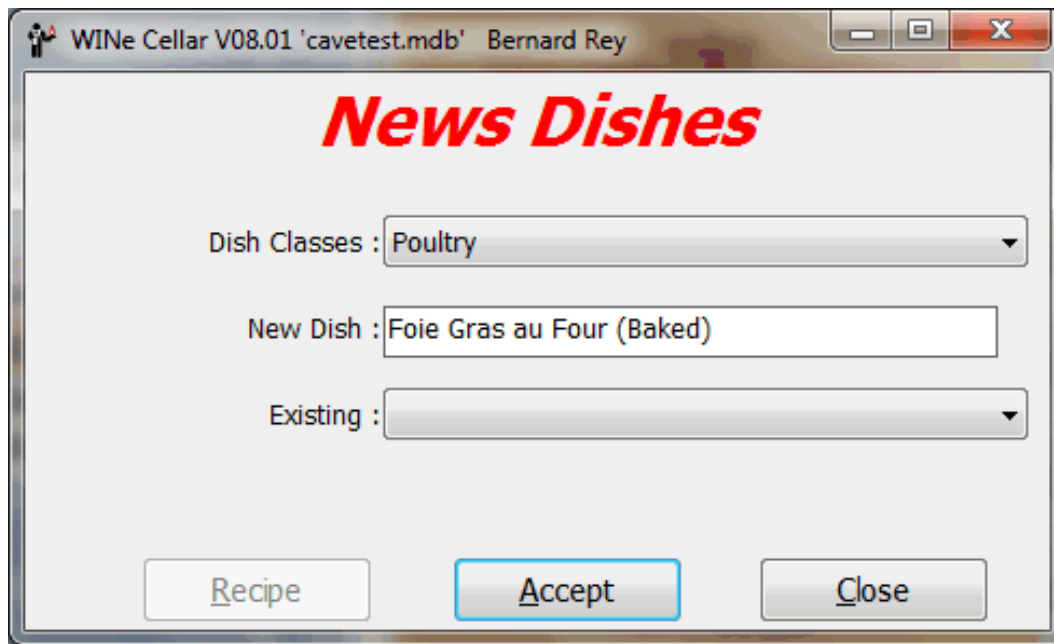 WINe Cellar V08.01 'cavetest.mdb' Bernard Rey
News Dishes
Dish Classes : Poultry
New Dish : Foie Gras au Four (Baked)
Existing :
Recipe Accept Close